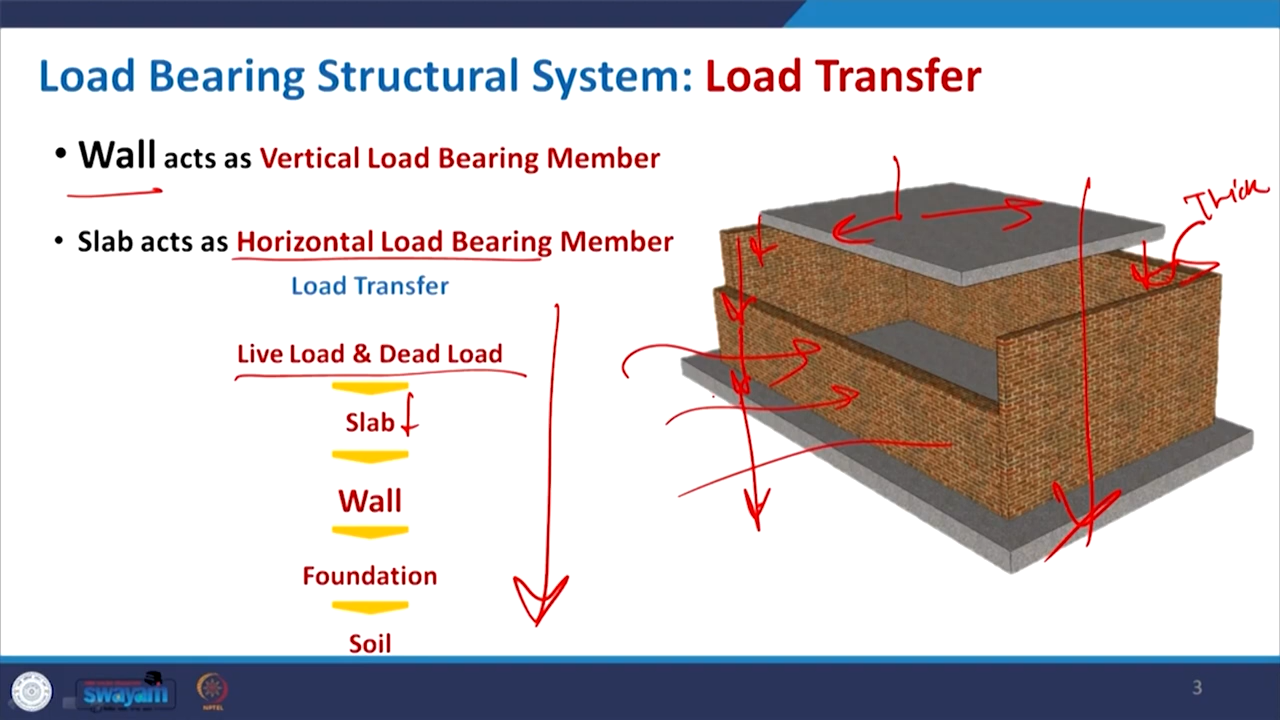 Load Bearing Structural System: Load Transfer
• Wall acts as Vertical Load Bearing Member
• Slab acts as Horizontal Load Bearing Member
Load Transfer
Live Load & Dead Load
Slab
Wall
Foundation
Soil
Thick
swayam
NPTEL
3